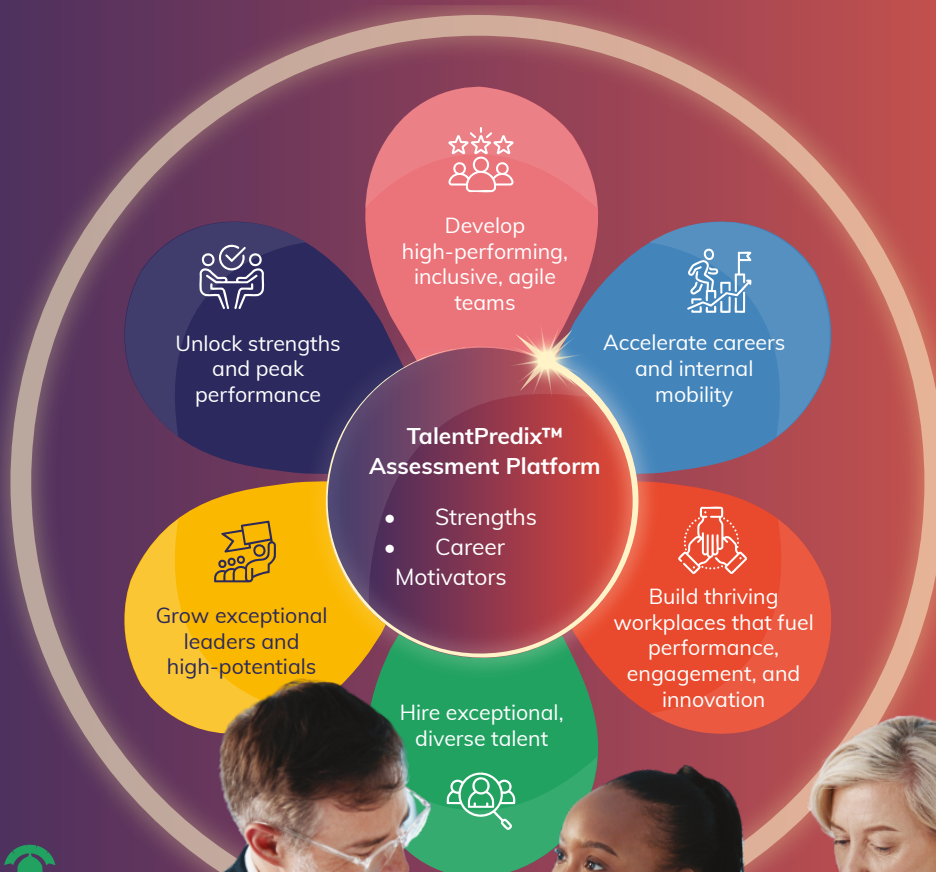 Develop
high-performing,
inclusive, agile
teams
Unlock strengths
and peak
performance
Accelerate careers
and internal
mobility
TalentPredix™
Assessment Platform
• Strengths
• Career
Motivators
Grow exceptional
leaders and
high-potentials
Build thriving
workplaces that fuel
performance,
engagement, and
innovation
Hire exceptional,
diverse talent